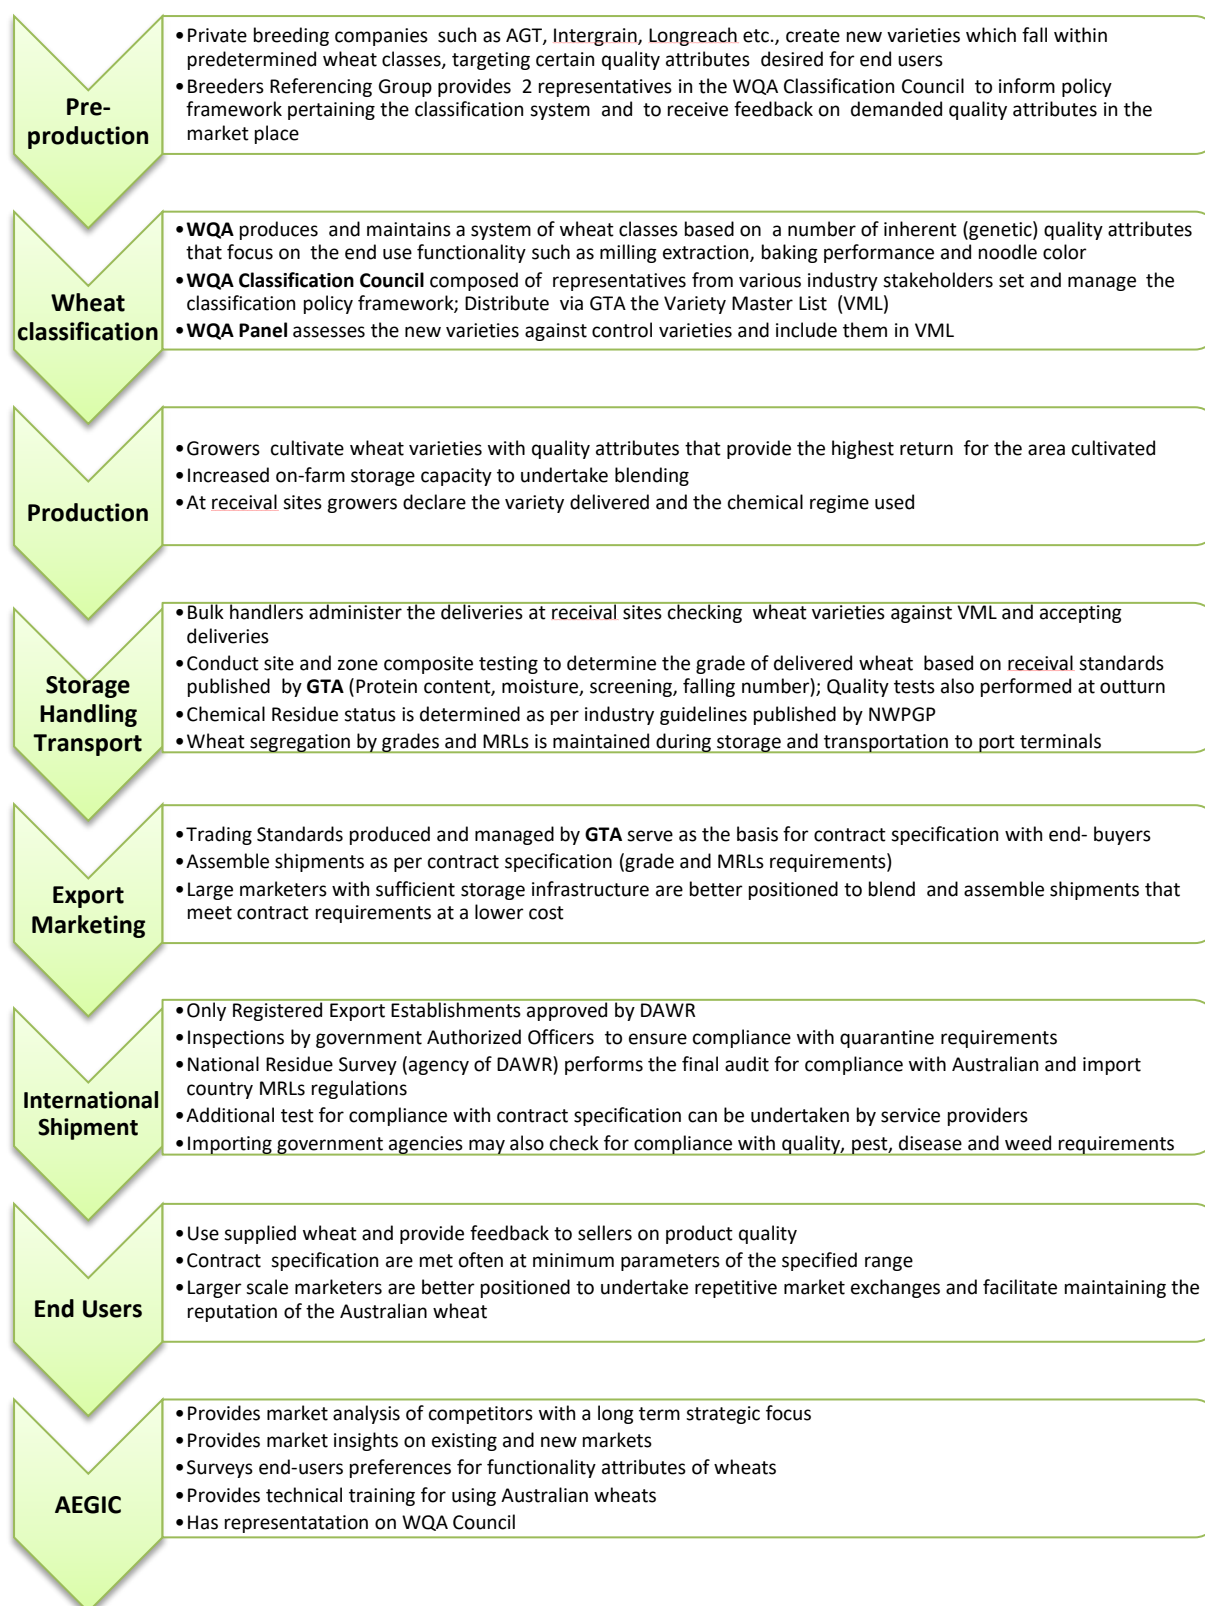 Pre-
production
•Private breeding companies such as AGT, Intergrain, Longreach etc., create new varieties which fall within
predetermined wheat classes, targeting certain quality attributes desired for end users
•Breeders Referencing Group provides 2 representatives in the WQA Classification Council to inform policy
framework pertaining the classification system and to receive feedback on demanded quality attributes in the
market place
Wheat
classification
•WQA produces and maintains a system of wheat classes based on a number of inherent (genetic) quality attributes
that focus on the end use functionality such as milling extraction, baking performance and noodle color
•WQA Classification Council composed of representatives from various industry stakeholders set and manage the
classification policy framework; Distribute via GTA the Variety Master List (VML)
•WQA Panel assesses the new varieties against control varieties and include them in VML
Production
•Growers cultivate wheat varieties with quality attributes that provide the highest return for the area cultivated
•Increased on-farm storage capacity to undertake blending
•At receival sites growers declare the variety delivered and the chemical regime used
Storage
Handling
Transport
•Bulk handlers administer the deliveries at receival sites checking wheat varieties against VML and accepting
deliveries
•Conduct site and zone composite testing to determine the grade of delivered wheat based on receival standards
published by GTA (Protein content, moisture, screening, falling number); Quality tests also performed at outturn
•Chemical Residue status is determined as per industry guidelines published by NWPGP
•Wheat segregation by grades and MRLs is maintained during storage and transportation to port terminals
Export
Marketing
•Trading Standards produced and managed by GTA serve as the basis for contract specification with end- buyers
•Assemble shipments as per contract specification (grade and MRLs requirements)
•Large marketers with sufficient storage infrastructure are better positioned to blend and assemble shipments that
meet contract requirements at a lower cost
International
Shipment
•Only Registered Export Establishments approved by DAWR
•Inspections by government Authorized Officers to ensure compliance with quarantine requirements
•National Residue Survey (agency of DAWR) performs the final audit for compliance with Australian and import
country MRLs regulations
•Additional test for compliance with contract specification can be undertaken by service providers
•Importing government agencies may also check for compliance with quality, pest, disease and weed requirements
End Users
•Use supplied wheat and provide feedback to sellers on product quality
•Contract specification are met often at minimum parameters of the specified range
•Larger scale marketers are better positioned to undertake repetitive market exchanges and facilitate maintaining the
reputation of the Australian wheat
AEGIC
•Provides market analysis of competitors with a long term strategic focus
•Provides market insights on existing and new markets
•Surveys end-users preferences for functionality attributes of wheats
•Provides technical training for using Australian wheats
•Has representatation on WQA Council